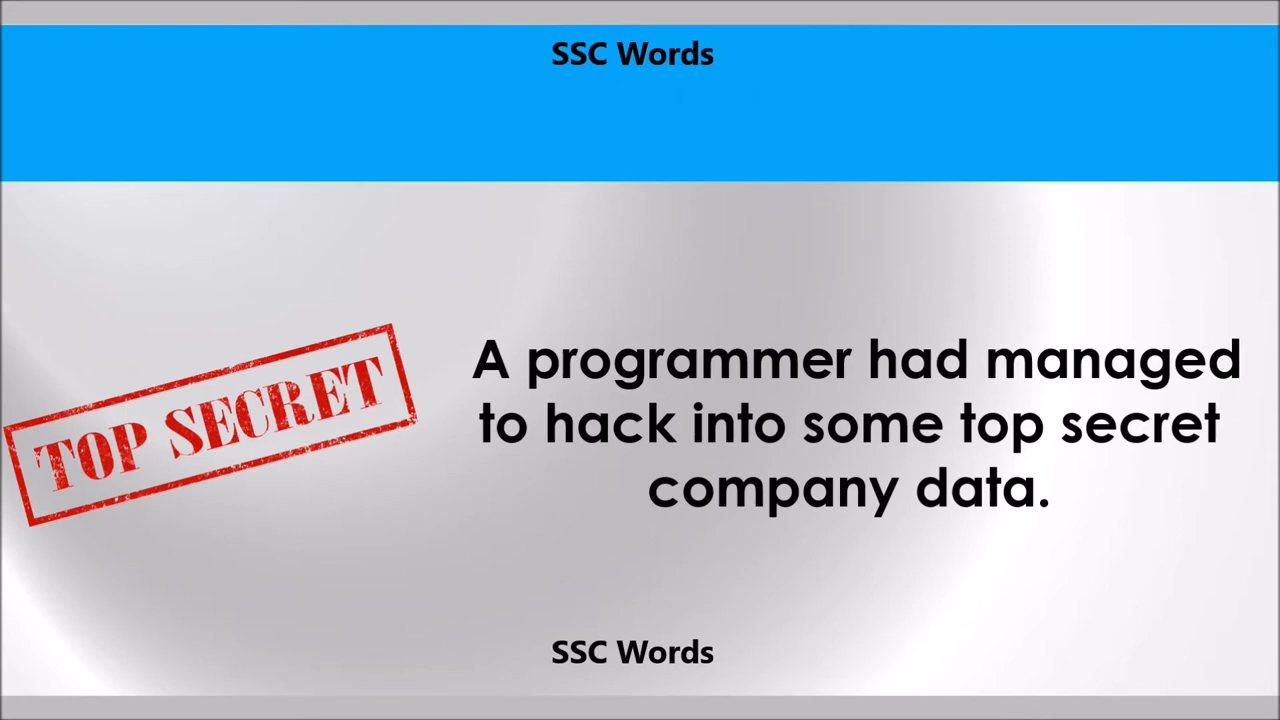 SSC Words
TOP SECRET
A programmer had managed
to hack into some top secret
company data.
SSC Words